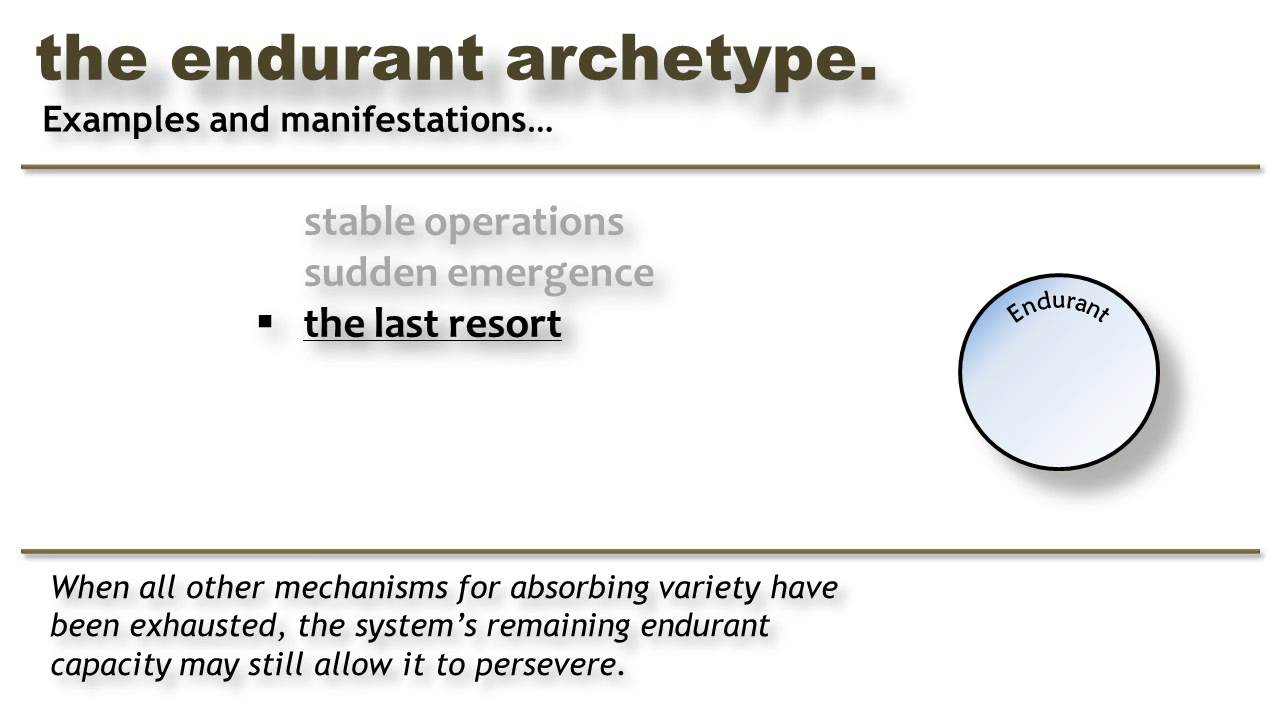 the endurant archetype.
Examples and manifestations…
stable operations
sudden emergence
▪ the last resort
Endurant
When all other mechanisms for absorbing variety have
been exhausted, the system’s remaining endurant
capacity may still allow it to persevere.